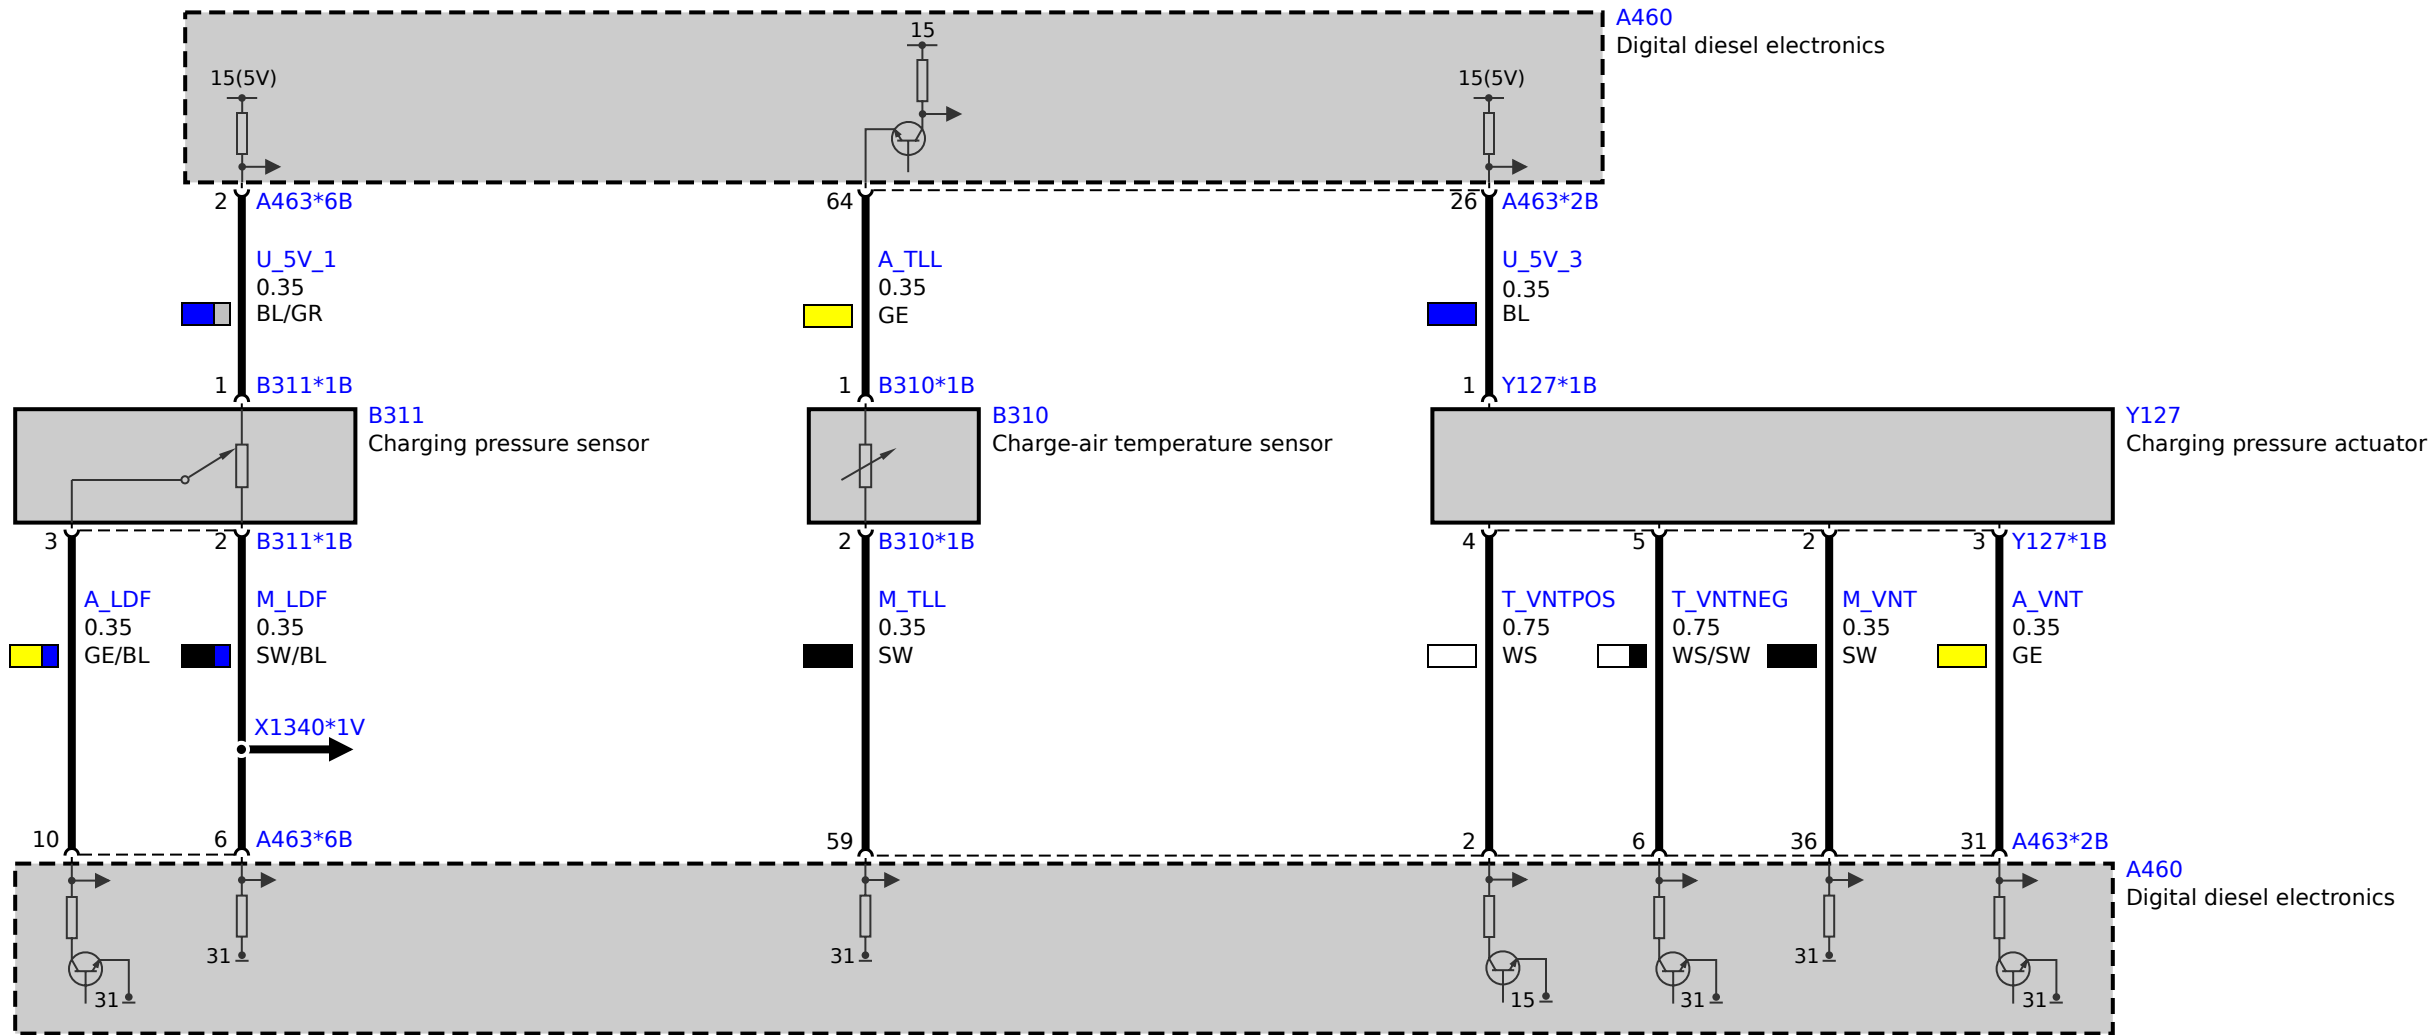 A460
Digital diesel electronics
15
15(5V)
15(5V)
2 A463*6B
64
26 A463*2B
U_5V_1
0.35
BL/GR
A_TLL
0.35
GE
U_5V_3
0.35
BL
1 B311*1B
1 B310*1B
1 Y127*1B
B311
Charging pressure sensor
B310
Charge-air temperature sensor
Y127
Charging pressure actuator
3
2 B311*1B
2 B310*1B
4
5
2
3 Y127*1B
A_LDF
0.35
GE/BL
M_LDF
0.35
SW/BL
M_TLL
0.35
SW
T_VNTPOS
0.75
WS
T_VNTNEG
0.75
WS/SW
M_VNT
0.35
SW
A_VNT
0.35
GE
X1340*1V
10
6 A463*6B
59
2
6
36
31 A463*2B
A460
Digital diesel electronics
31
31
31
15
31
31
31